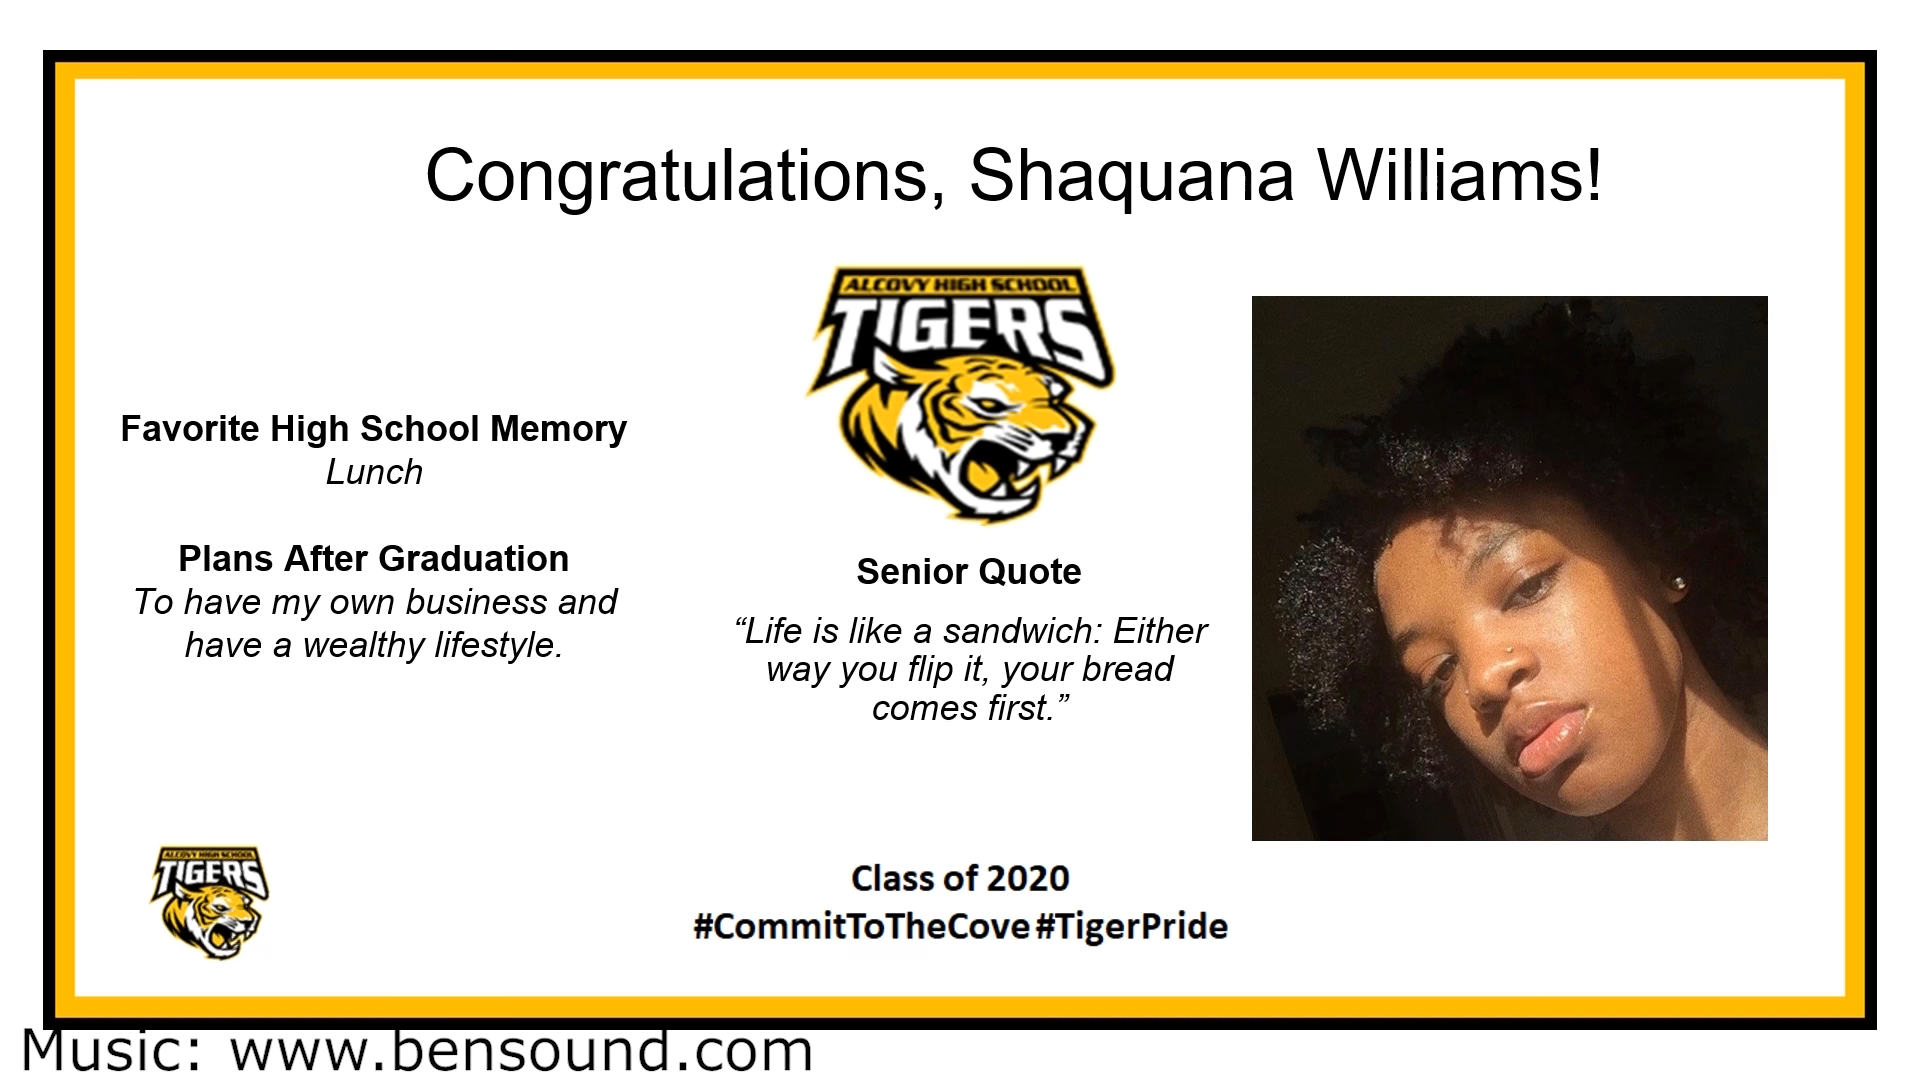 Congratulations, Shaquana Williams!
ALCOVY HIGH SCHOOL
TIGERS
Favorite High School Memory
Lunch
Plans After Graduation
To have my own business and
have a wealthy lifestyle.
Senior Quote
“Life is like a sandwich: Either
way you flip it, your bread
comes first.”
ALCOVY HIGH SCHOOL
TIGERS
Class of 2020
#CommitToTheCove #TigerPride
Music: www.bensound.com